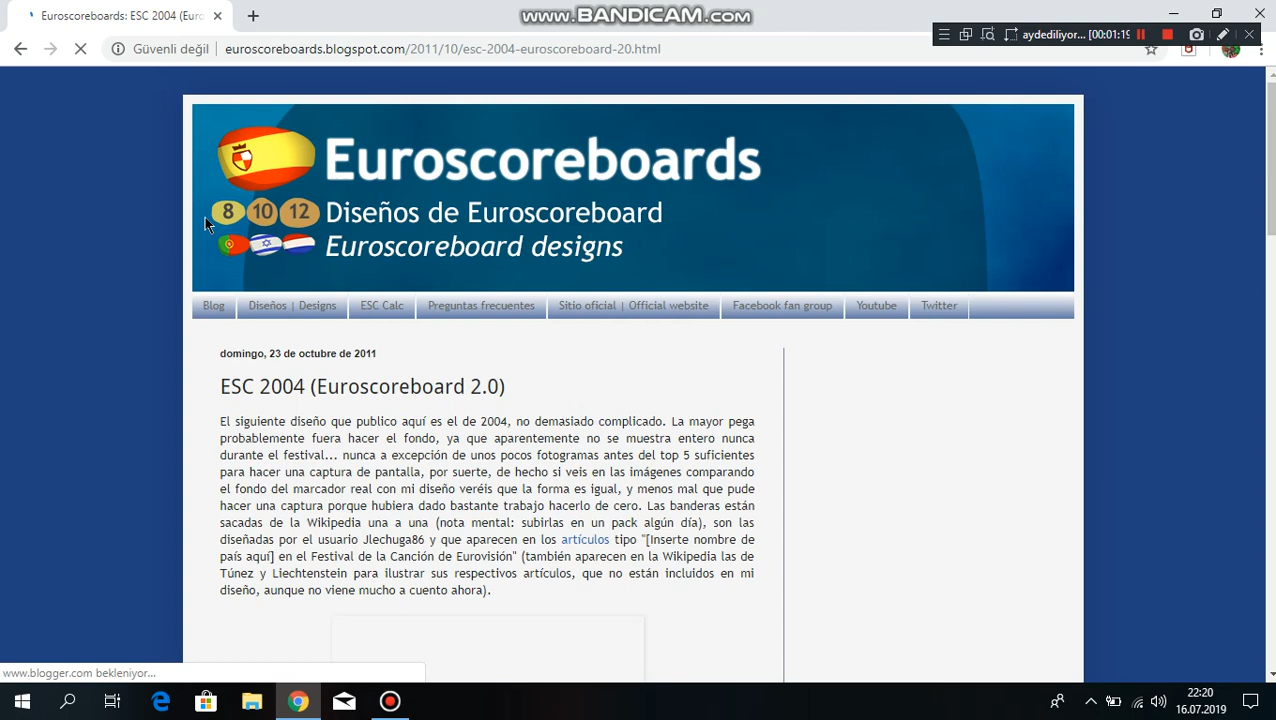 www.BANDICAM.com
Euroscoreboards: ESC 2004 (Euro
aydediliyor... [00:01:19
Güvenli değil
euroscoreboards.blogspot.com/2011/10/esc-2004-euroscoreboard-20.html
Euroscoreboards
8 10 12 Diseños de Euroscoreboard
Euroscoreboard designs
Blog Diseños | Designs ESC Calc Preguntas frecuentes Sitio oficial | Official website Facebook fan group Youtube Twitter
domingo, 23 de octubre de 2011
ESC 2004 (Euroscoreboard 2.0)
El siguiente diseño que publico aquí es el de 2004, no demasiado complicado. La mayor pega
probablemente fuera hacer el fondo, ya que aparentemente no se muestra entero nunca
durante el festival... nunca a excepción de unos pocos fotogramas antes del top 5 suficientes
para hacer una captura de pantalla, por suerte, de hecho si veis en las imágenes comparando
el fondo del marcador real con mi diseño veréis que la forma es igual, y menos mal que pude
hacer una captura porque hubiera dado bastante trabajo hacerlo de cero. Las banderas están
sacadas de la Wikipedia una a una (nota mental: subirlas en un pack algún día), son las
diseñadas por el usuario Jlechuga86 y que aparecen en los artículos tipo "[Inserte nombre de
país aquí] en el Festival de la Canción de Eurovisión" (también aparecen en la Wikipedia las de
Túnez y Liechtenstein para ilustrar sus respectivos artículos, que no están incluidos en mi
diseño, aunque no viene mucho a cuento ahora).
www.blogger.com bekleniyor...
22:20
16.07.2019